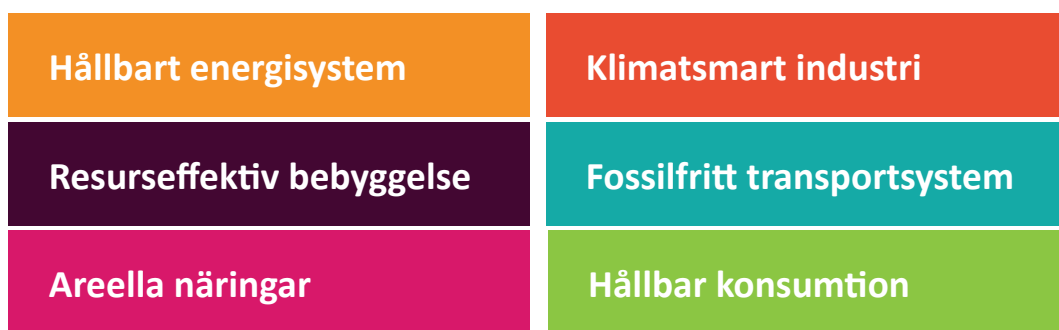 Hållbart energisystem
Klimatsmart industri
Resurseffektiv bebyggelse
Fossilfritt transportsystem
Areella näringar
Hållbar konsumtion